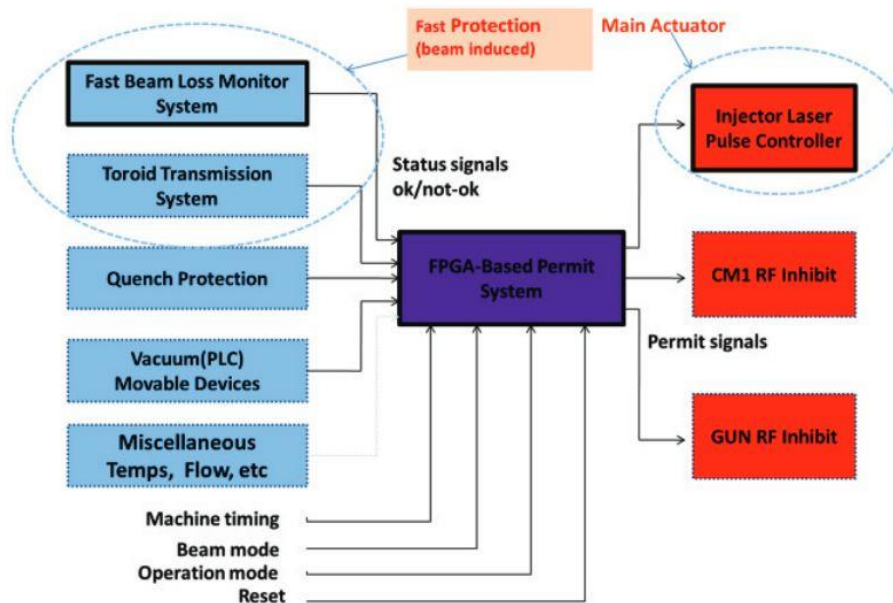 Fast Protection
(beam induced)
Main Actuator
Fast Beam Loss Monitor
System
Injector Laser
Pulse Controller
Toroid Transmission
System
Status signals
ok/not-ok
Quench Protection
FPGA-Based Permit
System
CM1 RF Inhibit
Vacuum(PLC)
Movable Devices
Permit signals
Miscellaneous
Temps, Flow, etc
GUN RF Inhibit
Machine timing
Beam mode
Operation mode
Reset